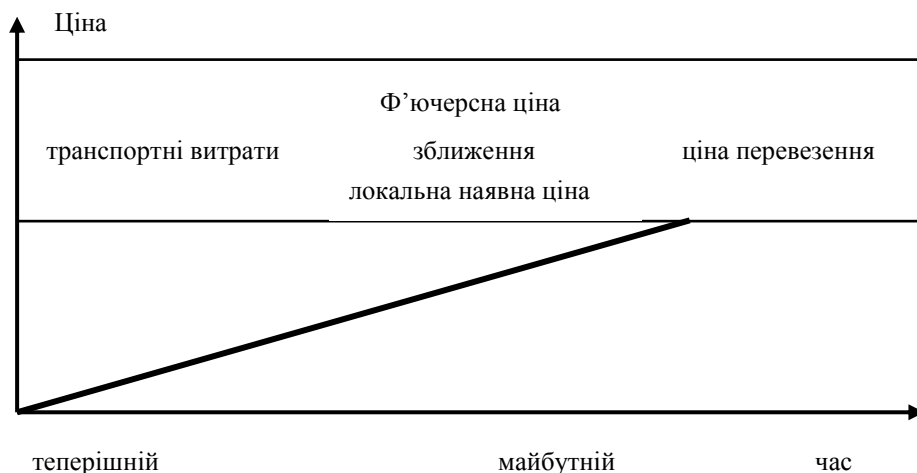 Ціна
Ф’ючерсна ціна
транспортні витрати зближення ціна перевезення
локальна наявна ціна
теперішній майбутній час